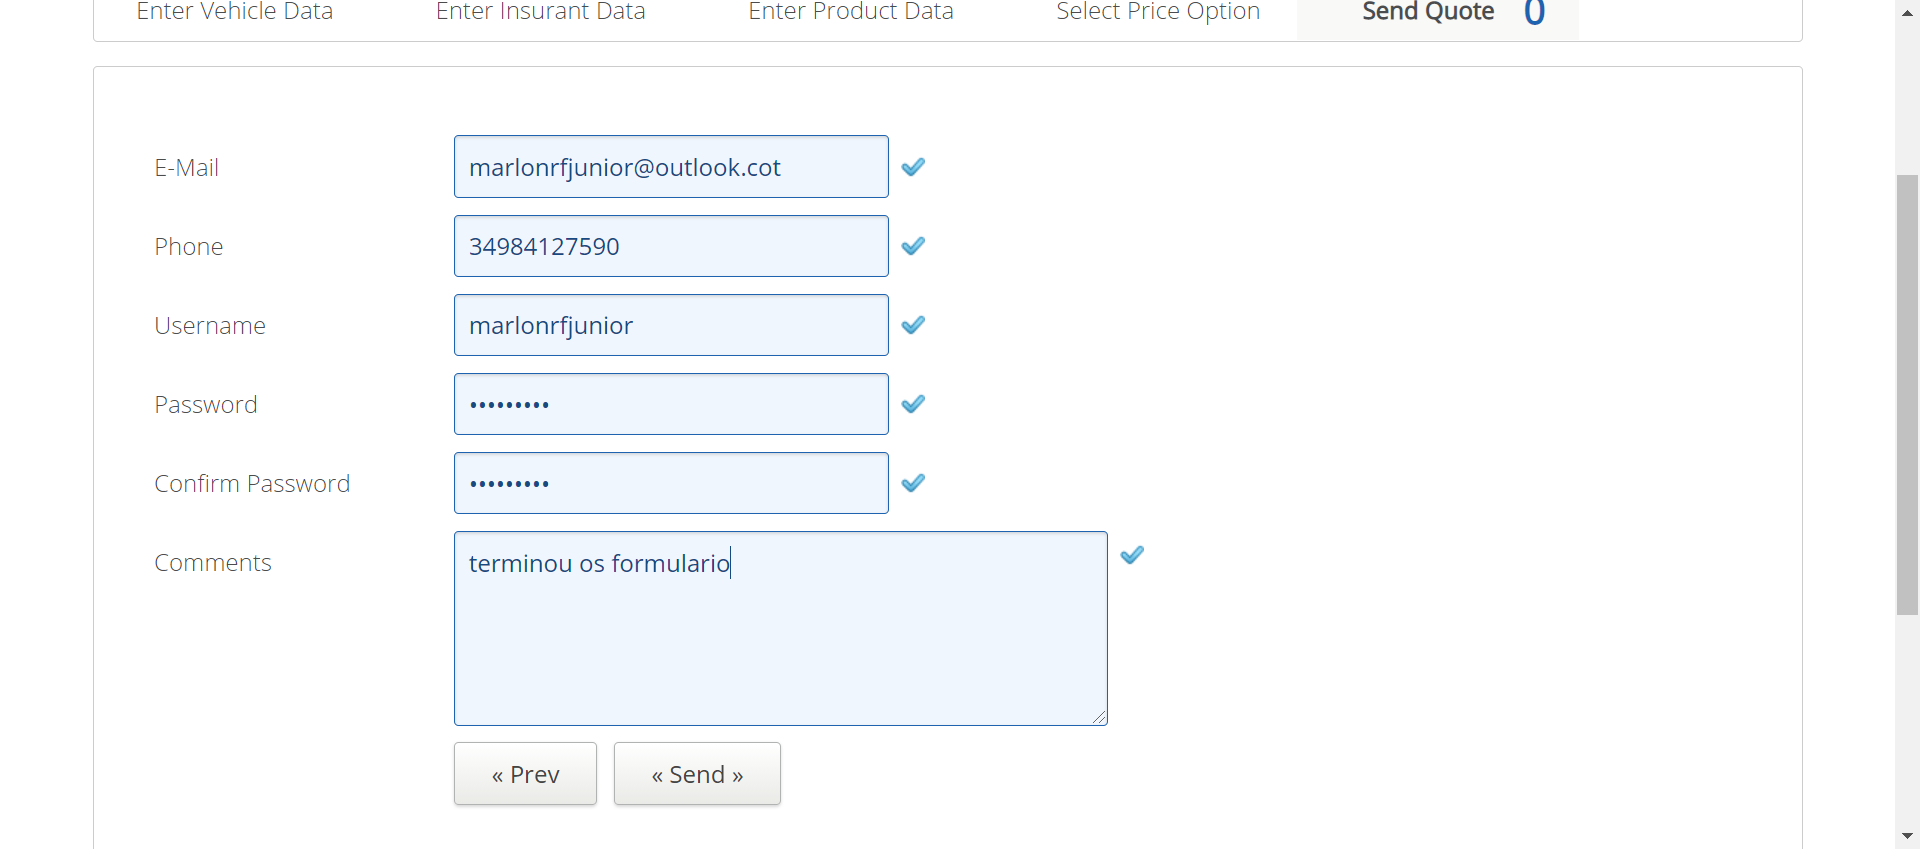 Enter Vehicle Data Enter Insurant Data Enter Product Data Select Price Option Send Quote 0
E-Mail marlonrfjunior@outlook.cot
Phone 34984127590
Username marlonrfjunior
Password •••••••••
Confirm Password •••••••••
Comments terminou os formulario
« Prev « Send »